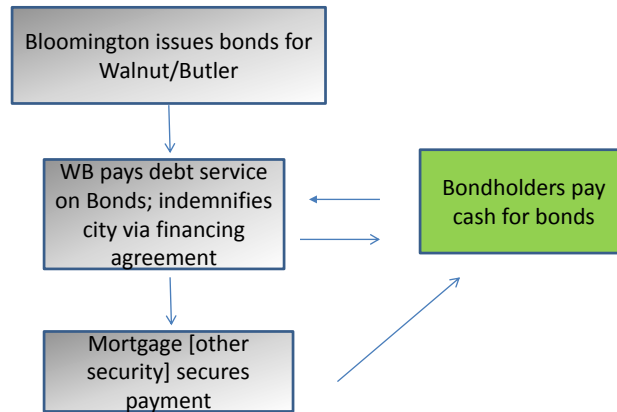 Bloomington issues bonds for
Walnut/Butler
WB pays debt service
on Bonds; indemnifies
city via financing
agreement
Bondholders pay
cash for bonds
Mortgage [other
security] secures
payment